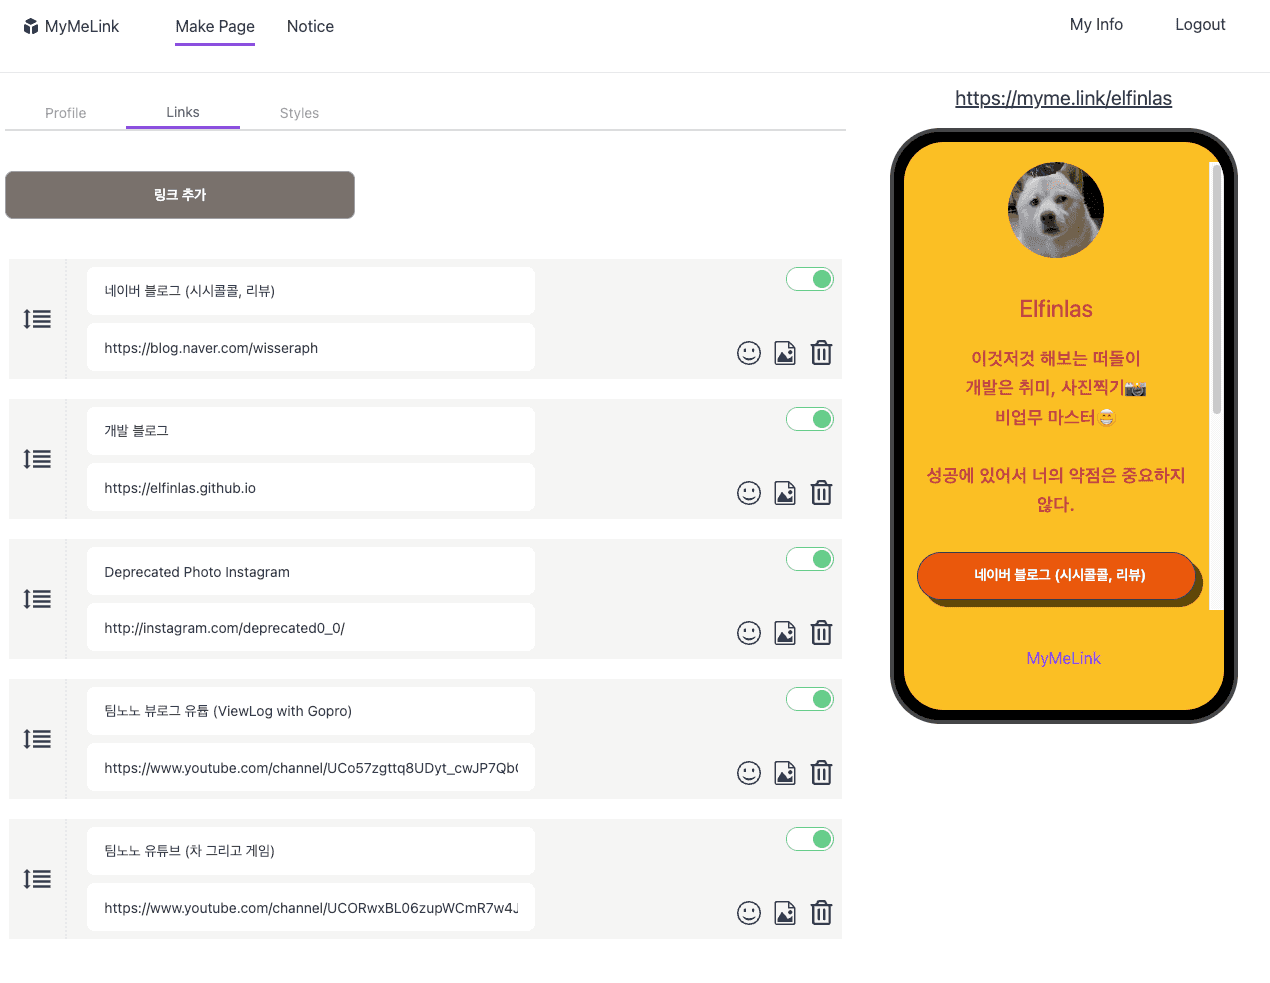 MyMeLink
Make Page
Notice
My Info
Logout
Profile
Links
Styles
링크 추가
네이버 블로그 (시시콜콜, 리뷰)
https://blog.naver.com/wisseraph
개발 블로그
https://elfinlas.github.io
Deprecated Photo Instagram
http://instagram.com/deprecated0_0/
팀노노 뷰로그 유튭 (ViewLog with Gopro)
https://www.youtube.com/channel/UCo57zgttq8UDyt_cwJP7Qb
팀노노 유튜브 (차 그리고 게임)
https://www.youtube.com/channel/UCORwxBL06zupWCmR7w4J
https://myme.link/elfinlas
Elfinlas
이것저것 해보는 떠돌이
개발은 취미, 사진찍기📸
비업무 마스터😁
성공에 있어서 너의 약점은 중요하지
않다.
네이버 블로그 (시시콜콜, 리뷰)
MyMeLink